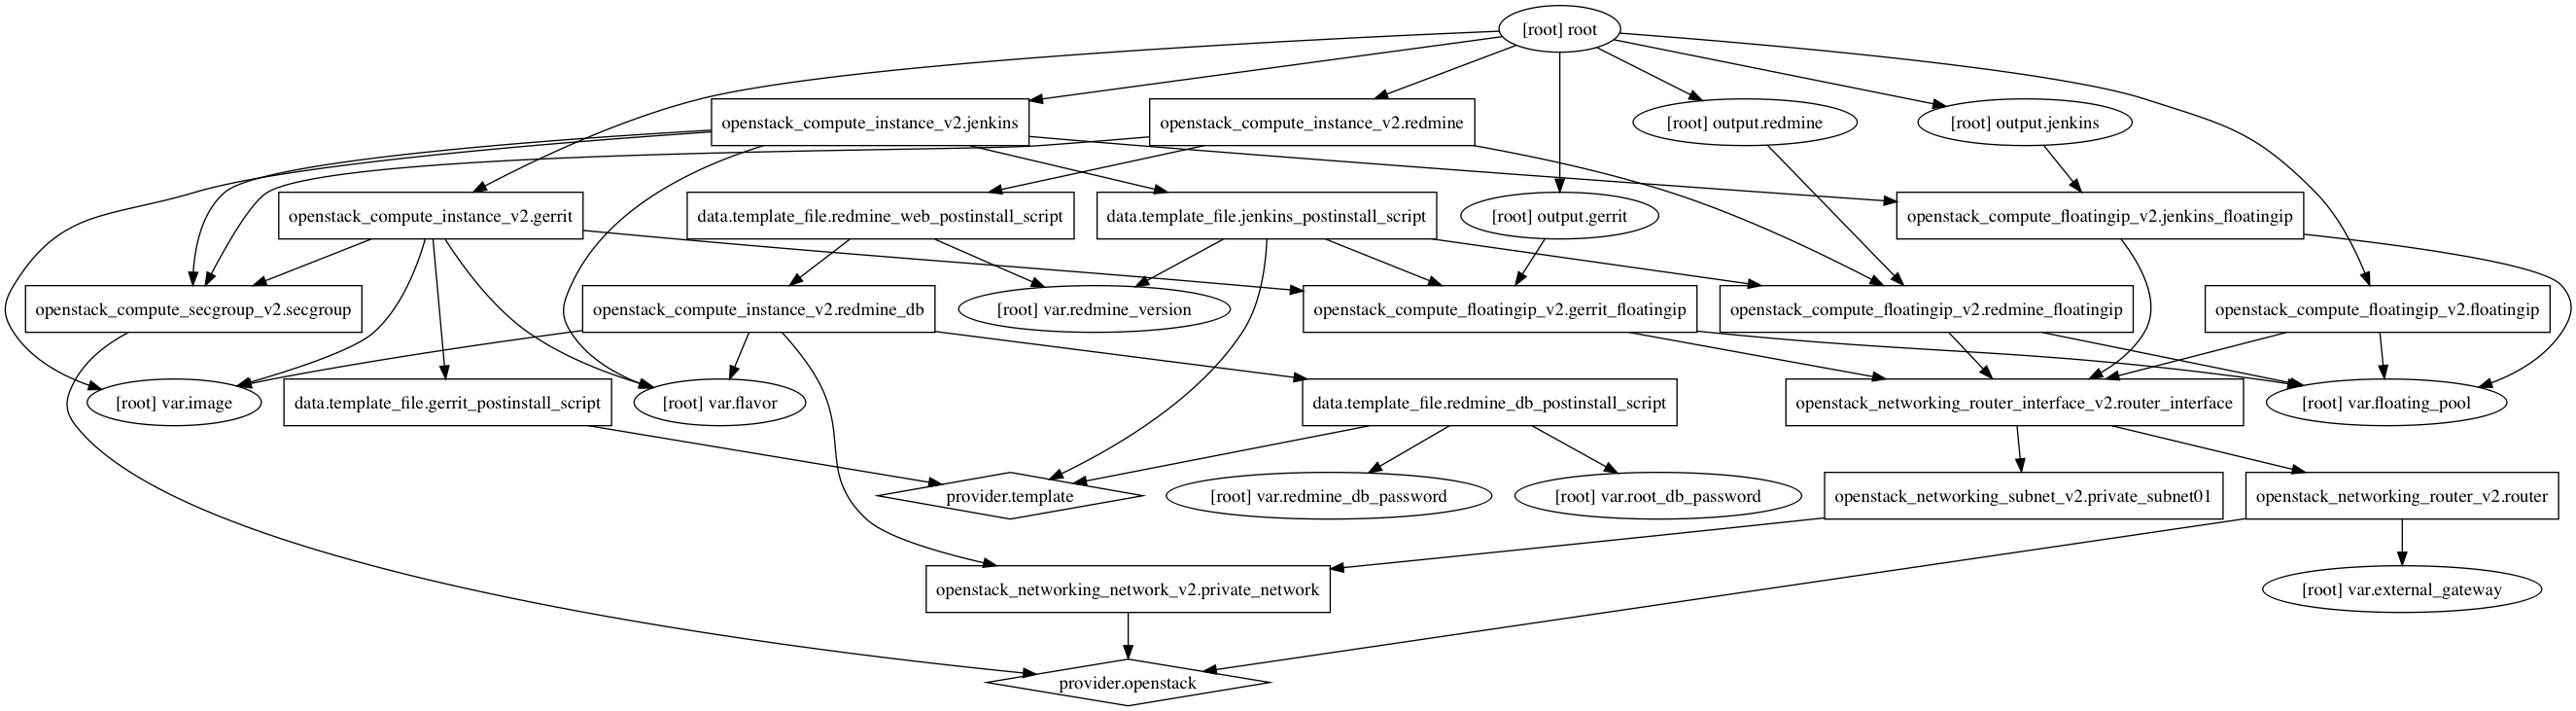 [root] root
openstack_compute_instance_v2.jenkins
openstack_compute_instance_v2.redmine
[root] output.redmine
[root] output.jenkins
openstack_compute_instance_v2.gerrit
data.template_file.redmine_web_postinstall_script
data.template_file.jenkins_postinstall_script
[root] output.gerrit
openstack_compute_floatingip_v2.jenkins_floatingip
openstack_compute_secgroup_v2.secgroup
openstack_compute_instance_v2.redmine_db
[root] var.redmine_version
openstack_compute_floatingip_v2.gerrit_floatingip
openstack_compute_floatingip_v2.redmine_floatingip
openstack_compute_floatingip_v2.floatingip
[root] var.image
data.template_file.gerrit_postinstall_script
[root] var.flavor
data.template_file.redmine_db_postinstall_script
openstack_networking_router_interface_v2.router_interface
[root] var.floating_pool
provider.template
[root] var.redmine_db_password
[root] var.root_db_password
openstack_networking_subnet_v2.private_subnet01
openstack_networking_router_v2.router
openstack_networking_network_v2.private_network
[root] var.external_gateway
provider.openstack